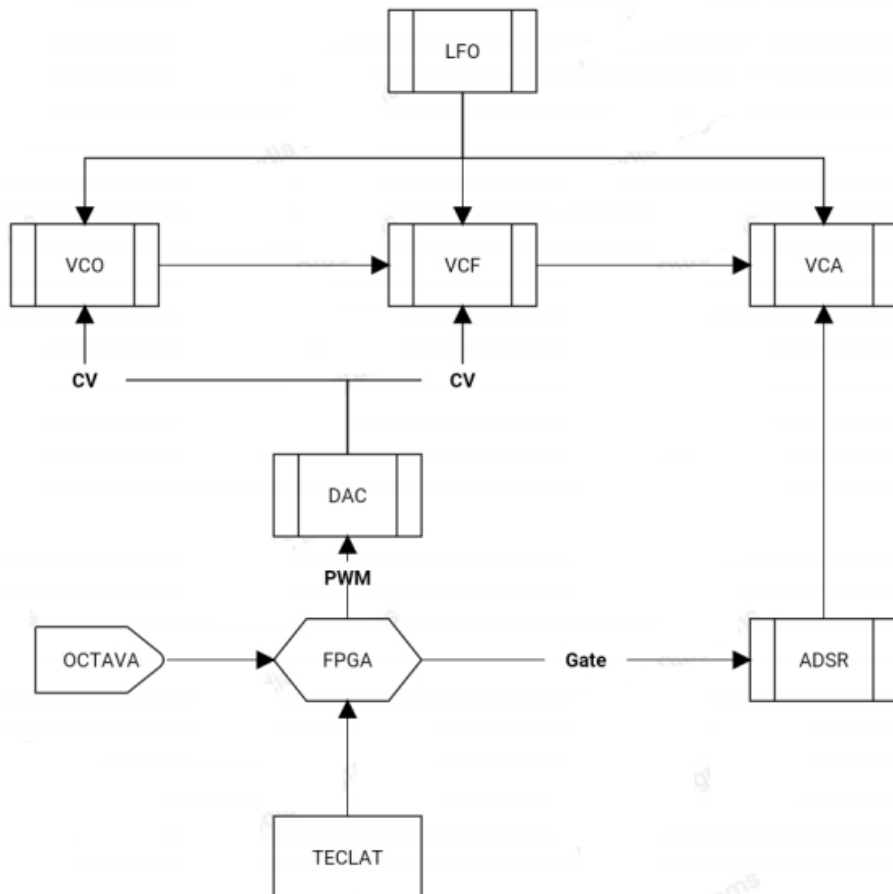 LFO
VCO
VCF
VCA
CV
CV
DAC
PWM
OCTAVA
FPGA
Gate
ADSR
TECLAT